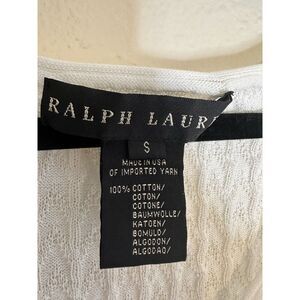 RALPH LAUR
S
MADE IN USA
OF IMPORTED YARN
100% COTTON/
COTON/
COTONE/
BAUMWOLLE/
KATOEN/
BOMULD/
ALGODON/
ALGODAO/